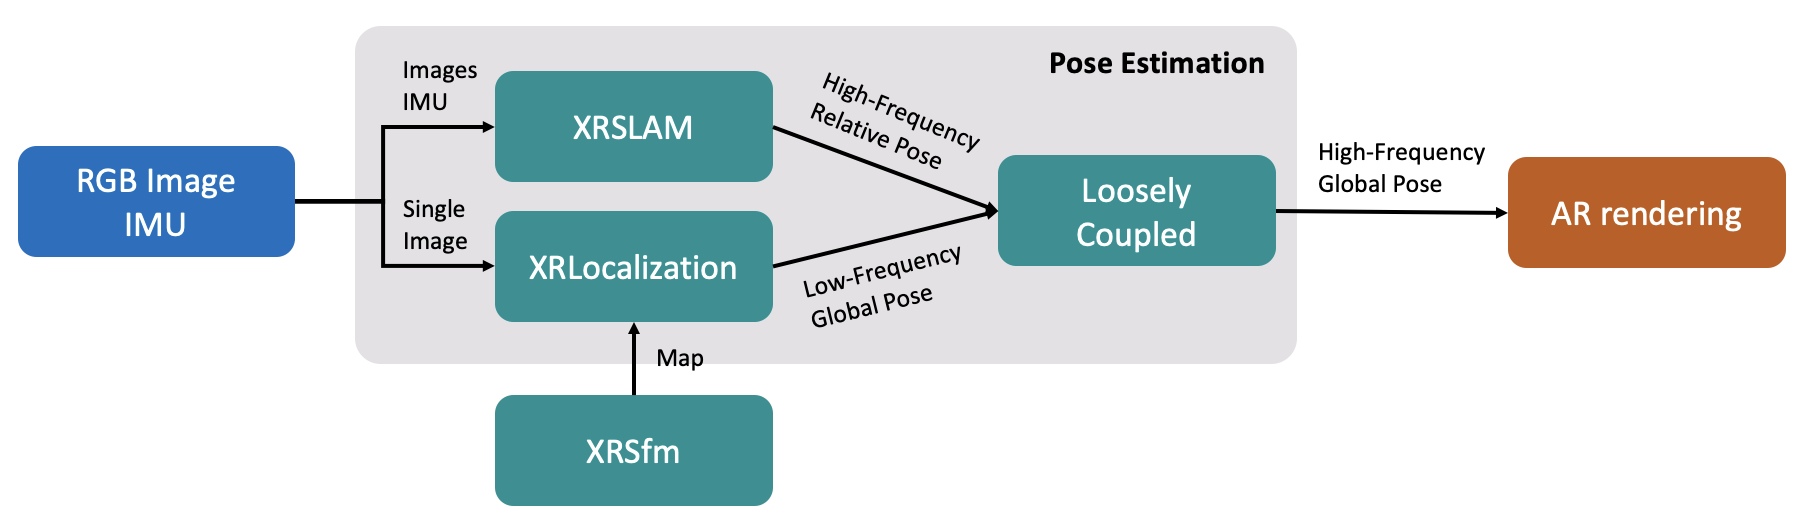 Pose Estimation
Images
IMU
XRSLAM
High-Frequency
Relative Pose
RGB Image
IMU
Single
Image
XRLocalization
Low-Frequency
Global Pose
Loosely
Coupled
High-Frequency
Global Pose
AR rendering
Map
XRSfm